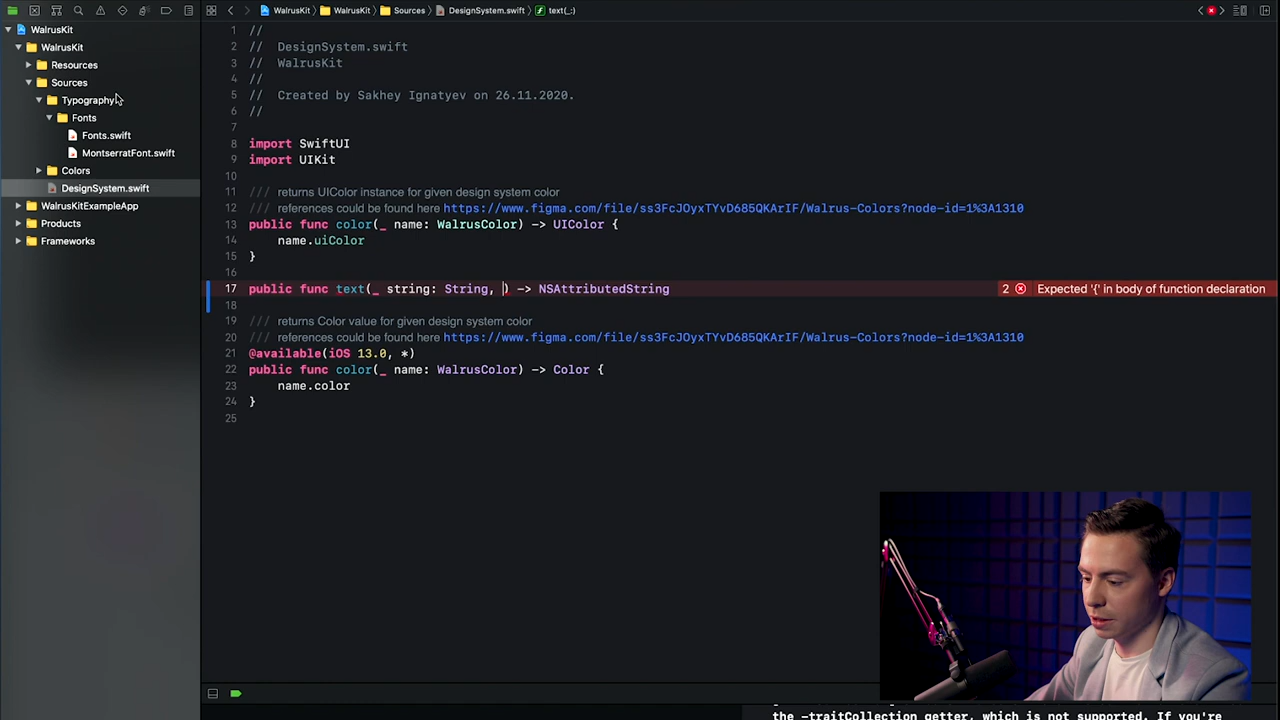 WalrusKit
WalrusKit
Resources
Sources
Typography
Fonts
Fonts.swift
MontserratFont.swift
Colors
DesignSystem.swift
WalrusKitExampleApp
Products
Frameworks
WalrusKit WalrusKit Sources DesignSystem.swift text(_:)
1 //
2 // DesignSystem.swift
3 // WalrusKit
4 //
5 // Created by Sakhey Ignatyev on 26.11.2020.
6 //
7
8 import SwiftUI
9 import UIKit
10
11 /// returns UIColor instance for given design system color
12 /// references could be found here https://www.figma.com/file/ss3FcJOyxTYvD685QKArIF/Walrus-Colors?node-id=1%3A1310
13 public func color(_ name: WalrusColor) -> UIColor {
14 name.uiColor
15 }
16
17 public func text(_ string: String, ) -> NSAttributedString 2 Expected '{' in body of function declaration
18
19 /// returns Color value for given design system color
20 /// references could be found here https://www.figma.com/file/ss3FcJOyxTYvD685QKArIF/Walrus-Colors?node-id=1%3A1310
21 @available(iOS 13.0, *)
22 public func color(_ name: WalrusColor) -> Color {
23 name.color
24 }
25
the -traitCollection getter, which is not supported. If you're